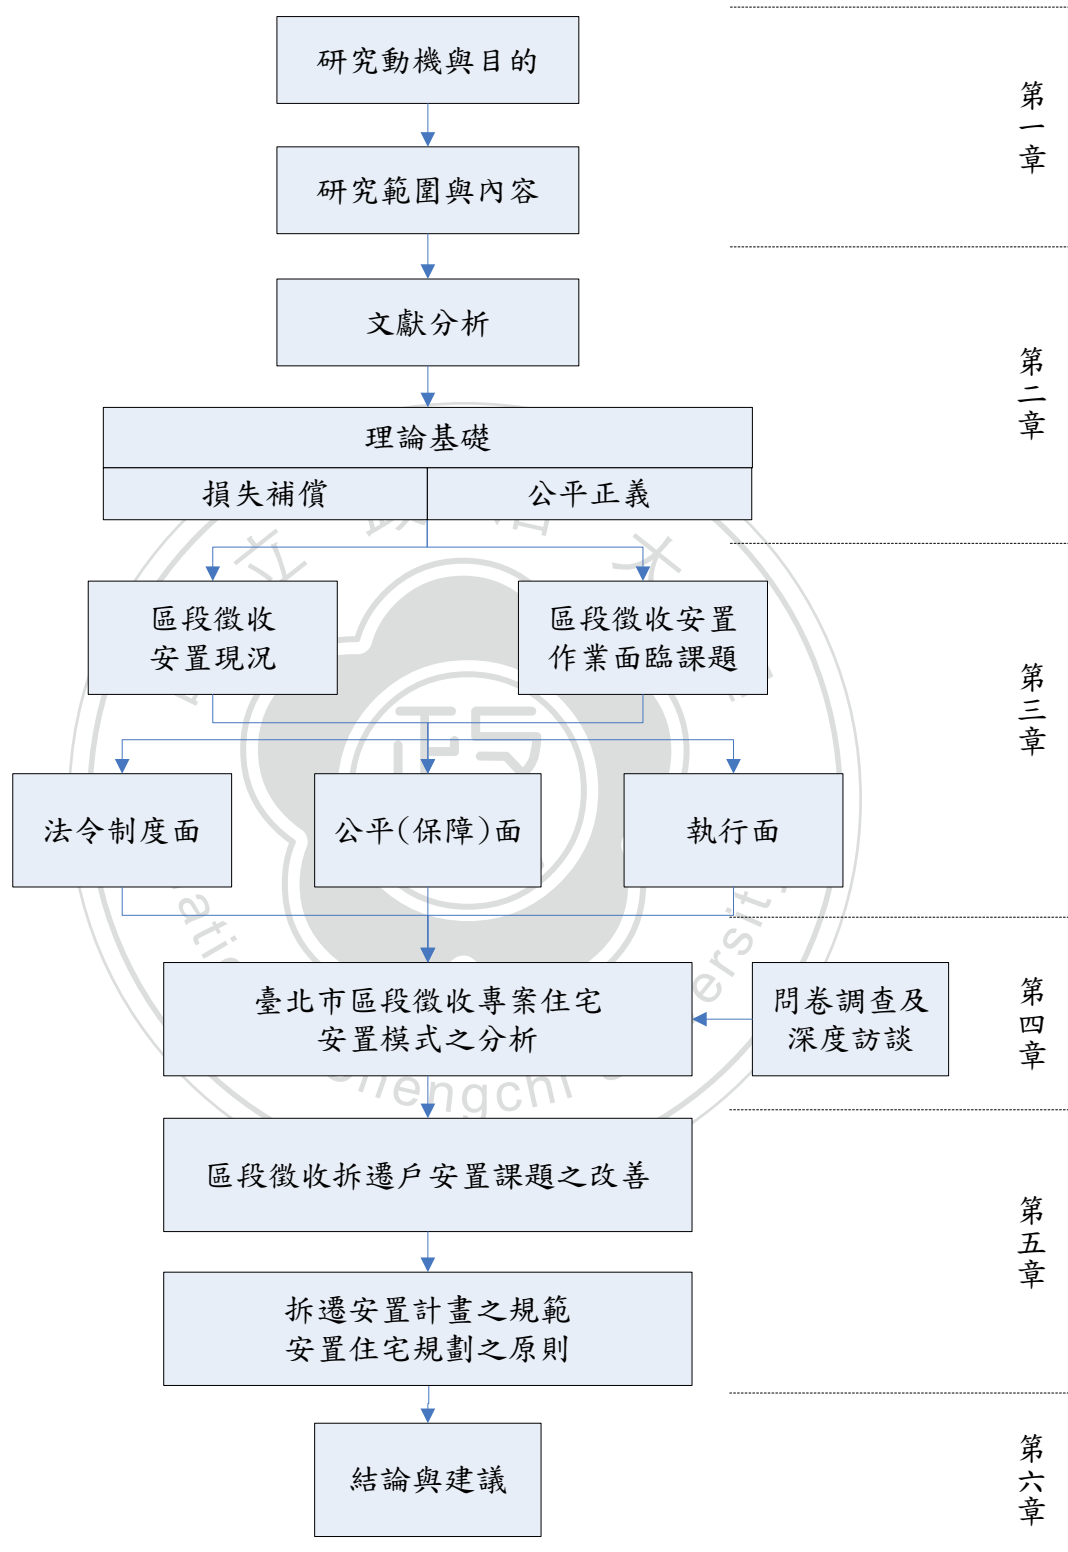 研究動機與目的
第一章
研究範圍與內容
文獻分析
第二章
理論基礎
損失補償
公平正義
立政治大
區段徵收
安置現況
區段徵收安置
作業面臨課題
第三章
法令制度面
公平(保障)面
執行面
臺北市區段徵收專案住宅
安置模式之分析
問卷調查及
深度訪談
第四章
hengchi
區段徵收拆遷戶安置課題之改善
第五章
拆遷安置計畫之規範
安置住宅規劃之原則
結論與建議
第六章